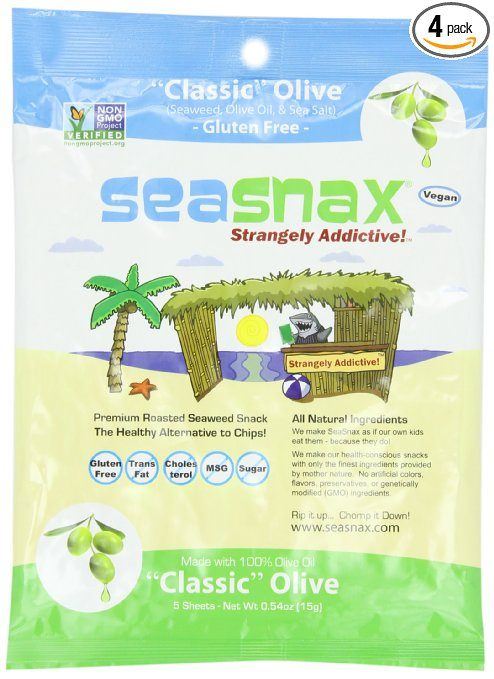 4
pack
"Classic" Olive
(Seaweed, Olive Oil, & Sea Salt)
- Gluten Free -
NON
GMO
Project
VERIFIED
nongmoproject.org
seasnax®
Vegan
Strangely Addictive!™
Strangely Addictive!™
Premium Roasted Seaweed Snack
The Healthy Alternative to Chips!
Gluten
Free
Trans
Fat
Choles
terol
MSG
Sugar
All Natural Ingredients
We make SeaSnax as if our own kids
eat them - because they do!
We make our health-conscious snacks
with only the finest ingredients provided
by mother nature. No artificial colors,
flavors, preservatives, or genetically
modified (GMO) ingredients.
Rip it up... Chomp it Down!
www.seasnax.com
Made with 100% Olive Oil
"Classic" Olive
5 Sheets - Net Wt 0.54oz (15g)